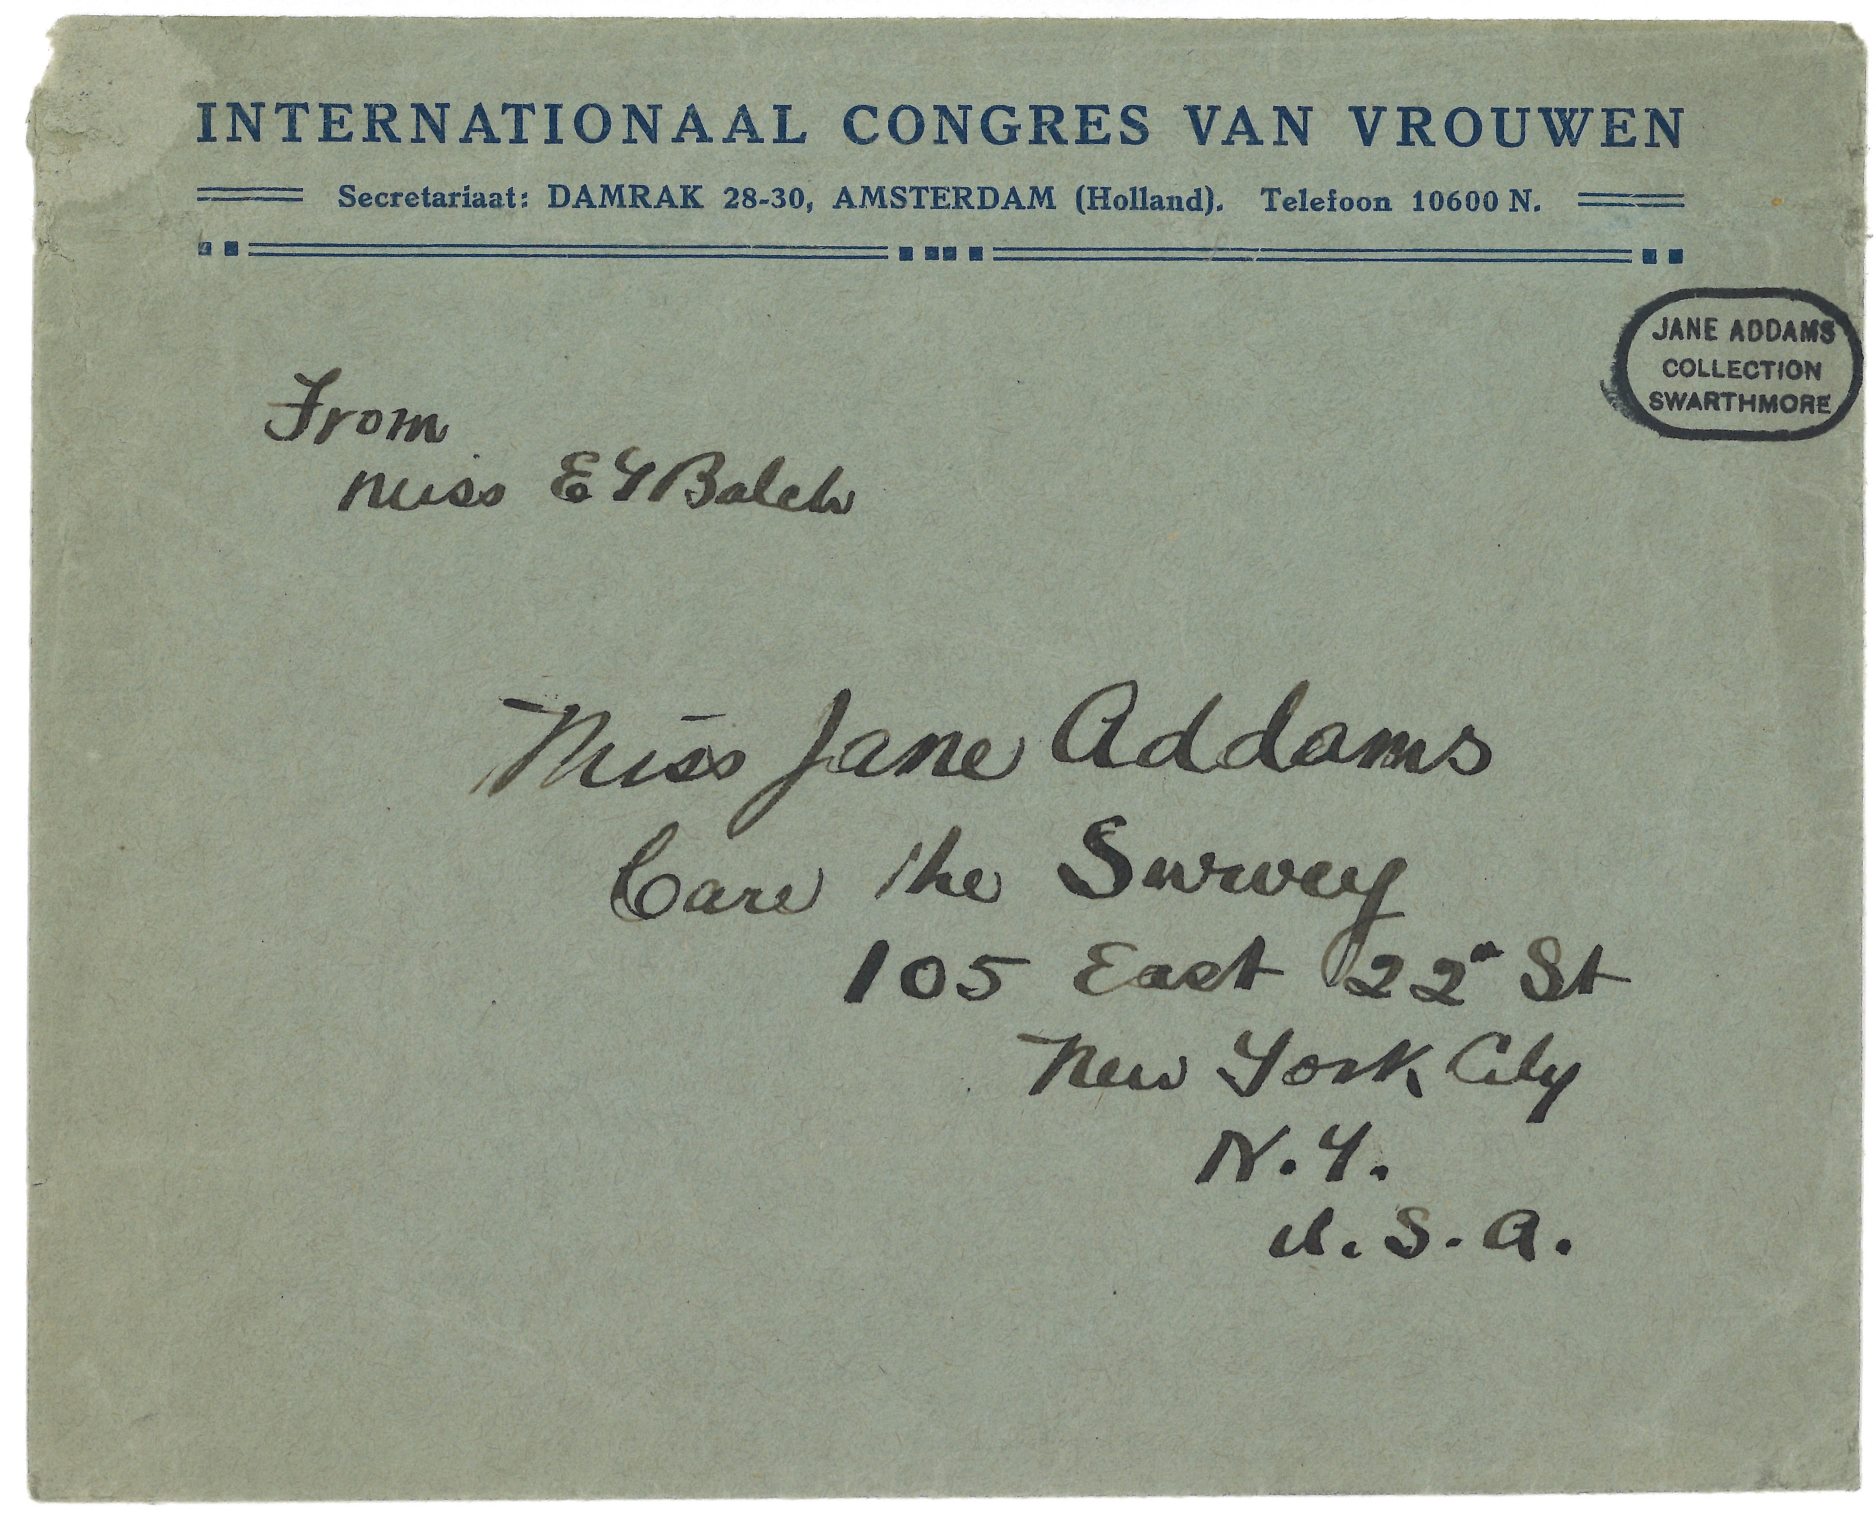 INTERNATIONAAL CONGRES VAN VROUWEN
Secretariaat: DAMRAK 28-30, AMSTERDAM (Holland). Telefoon 10600 N.
JANE ADDAMS
COLLECTION
SWARTHMORE
From
Miss E G Balch
Miss Jane Addams
Care the Survey
105 East 22" St
New York City
N.Y.
U.S.A.